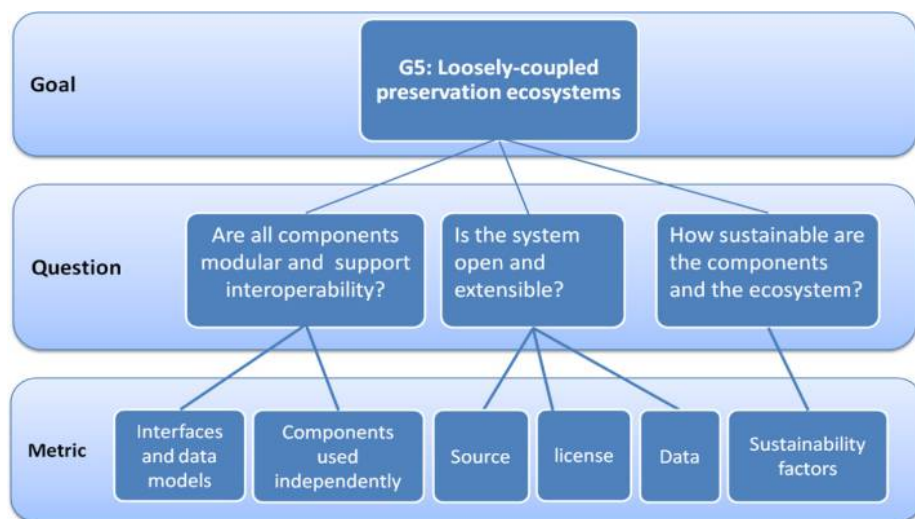 Goal
G5: Loosely-coupled
preservation ecosystems
Question
Are all components
modular and support
interoperability?
Is the system
open and
extensible?
How sustainable are
the components
and the ecosystem?
Metric
Interfaces
and data
models
Components
used
independently
Source
license
Data
Sustainability
factors